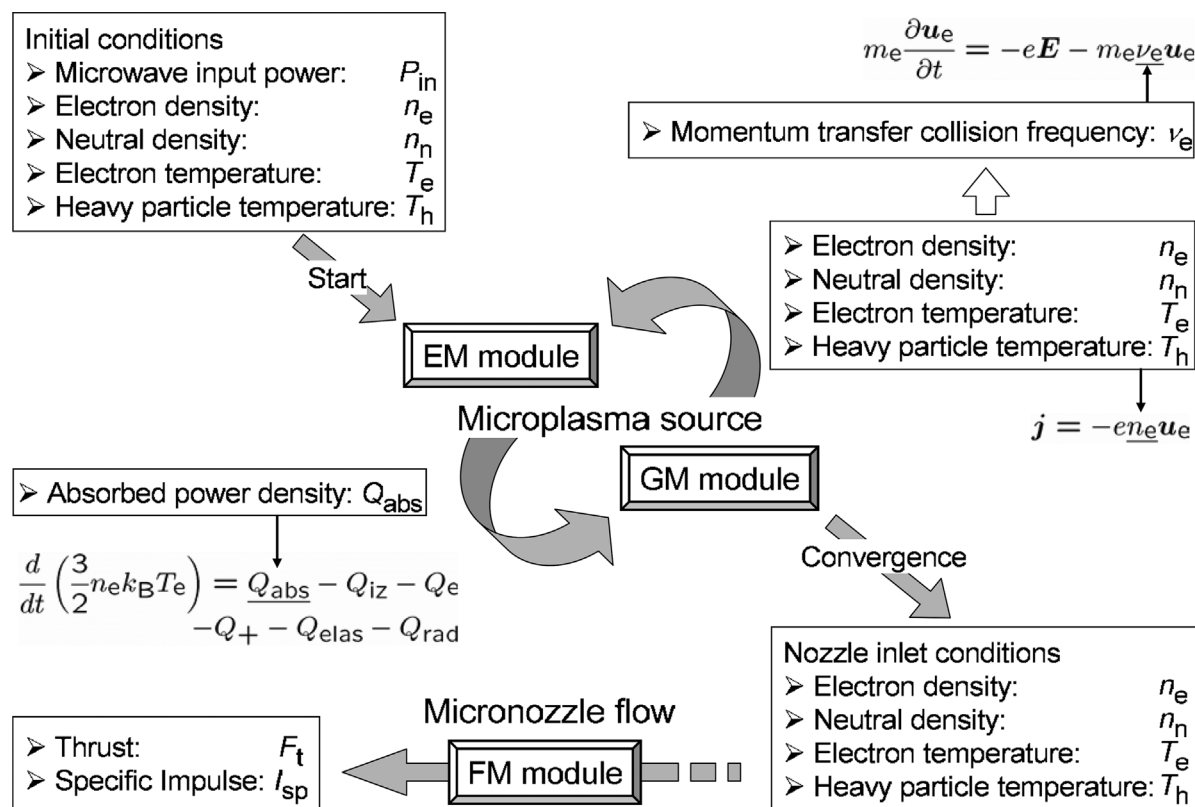 Initial conditions
➢ Microwave input power: P_in
➢ Electron density: n_e
➢ Neutral density: n_n
➢ Electron temperature: T_e
➢ Heavy particle temperature: T_h
m_e ∂u_e/∂t = −eE − m_e ν_e u_e
➢ Momentum transfer collision frequency: ν_e
➢ Electron density: n_e
➢ Neutral density: n_n
➢ Electron temperature: T_e
➢ Heavy particle temperature: T_h
j = −e n_e u_e
Start
EM module
Microplasma source
GM module
Convergence
➢ Absorbed power density: Q_abs
d/dt (3/2 n_e k_B T_e) = Q_abs − Q_iz − Q_e
−Q_+ − Q_elas − Q_rad
Nozzle inlet conditions
➢ Electron density: n_e
➢ Neutral density: n_n
➢ Electron temperature: T_e
➢ Heavy particle temperature: T_h
Micronozzle flow
FM module
➢ Thrust: F_t
➢ Specific Impulse: I_sp